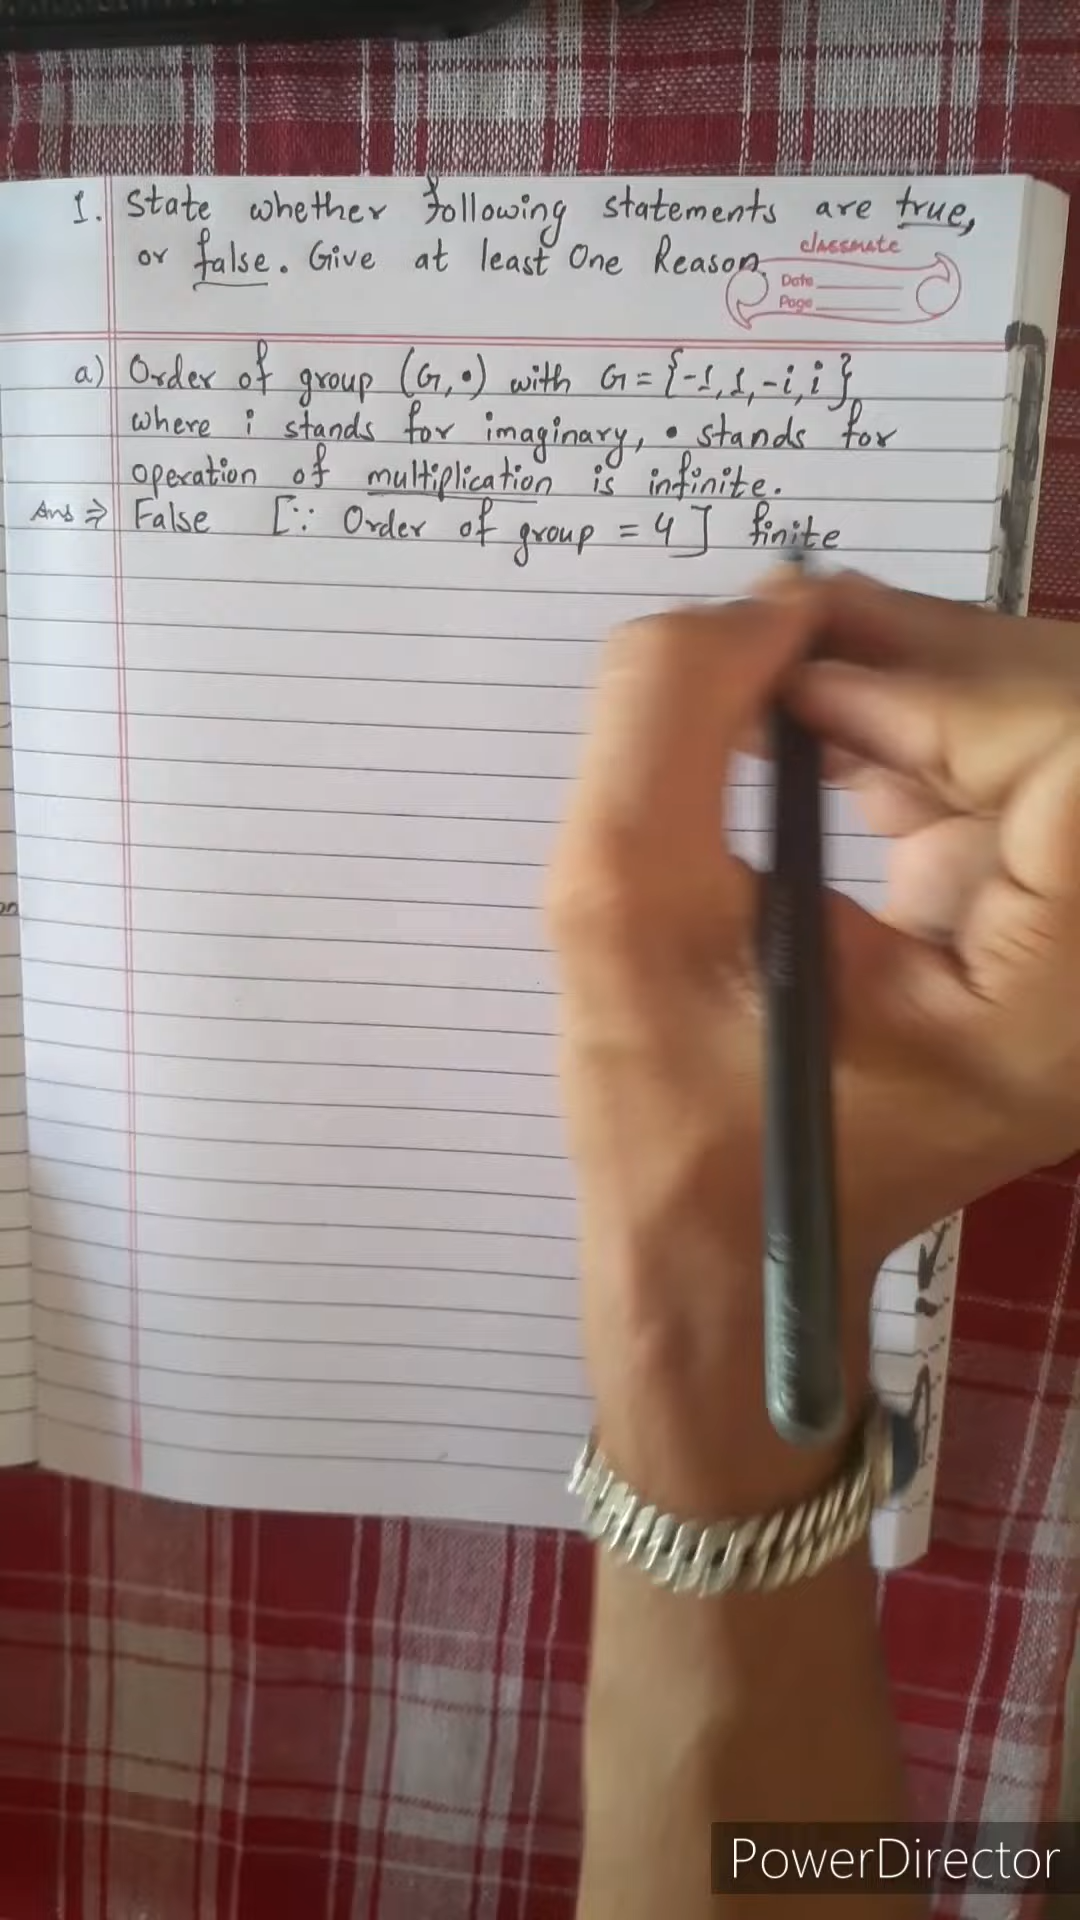 1. State whether following statements are true,
or false. Give at least One Reason.
classmate
Date
Page
a) Order of group (G, •) with G = {-1, 1, -i, i}
where i stands for imaginary, • stands for
operation of multiplication is infinite.
Ans ⇒ False [∵ Order of group = 4] finite
on
PowerDirector